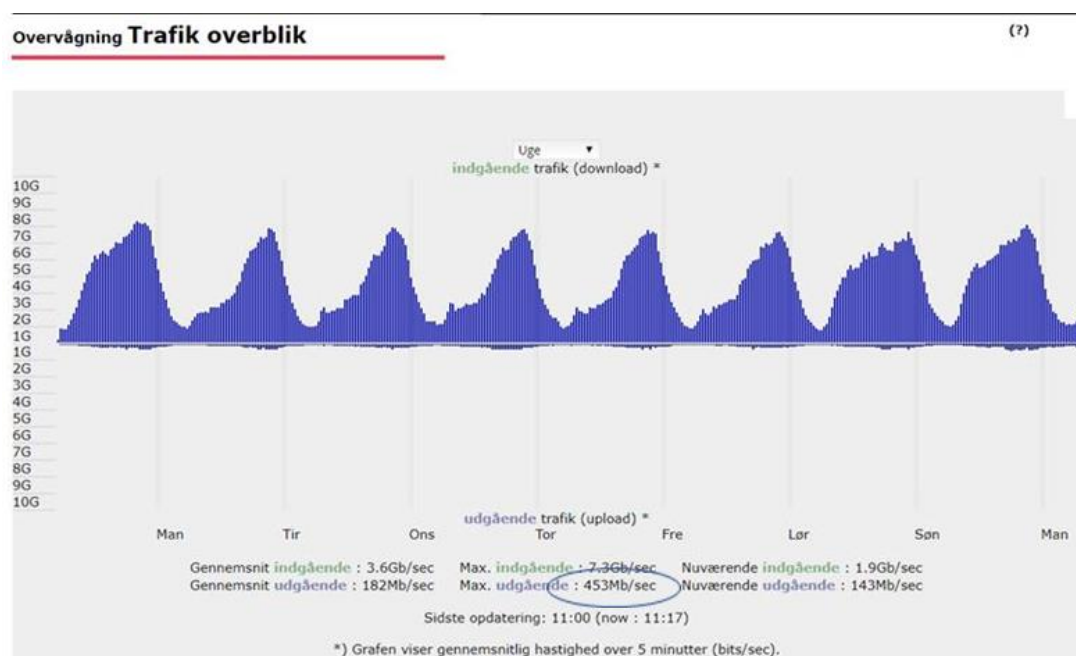 Overvågning Trafik overblik
(?)
Uge
indgående trafik (download) *
10G
9G
8G
7G
6G
5G
4G
3G
2G
1G
1G
2G
3G
4G
5G
6G
7G
8G
9G
10G
udgående trafik (upload) *
Man Tir Ons Tor Fre Lør Søn Man
Gennemsnit indgående : 3.6Gb/sec Max. indgående : 7.3Gb/sec Nuværende indgående : 1.9Gb/sec
Gennemsnit udgående : 182Mb/sec Max. udgående : 453Mb/sec Nuværende udgående : 143Mb/sec
Sidste opdatering: 11:00 (now : 11:17)
*) Grafen viser gennemsnitlig hastighed over 5 minutter (bits/sec).